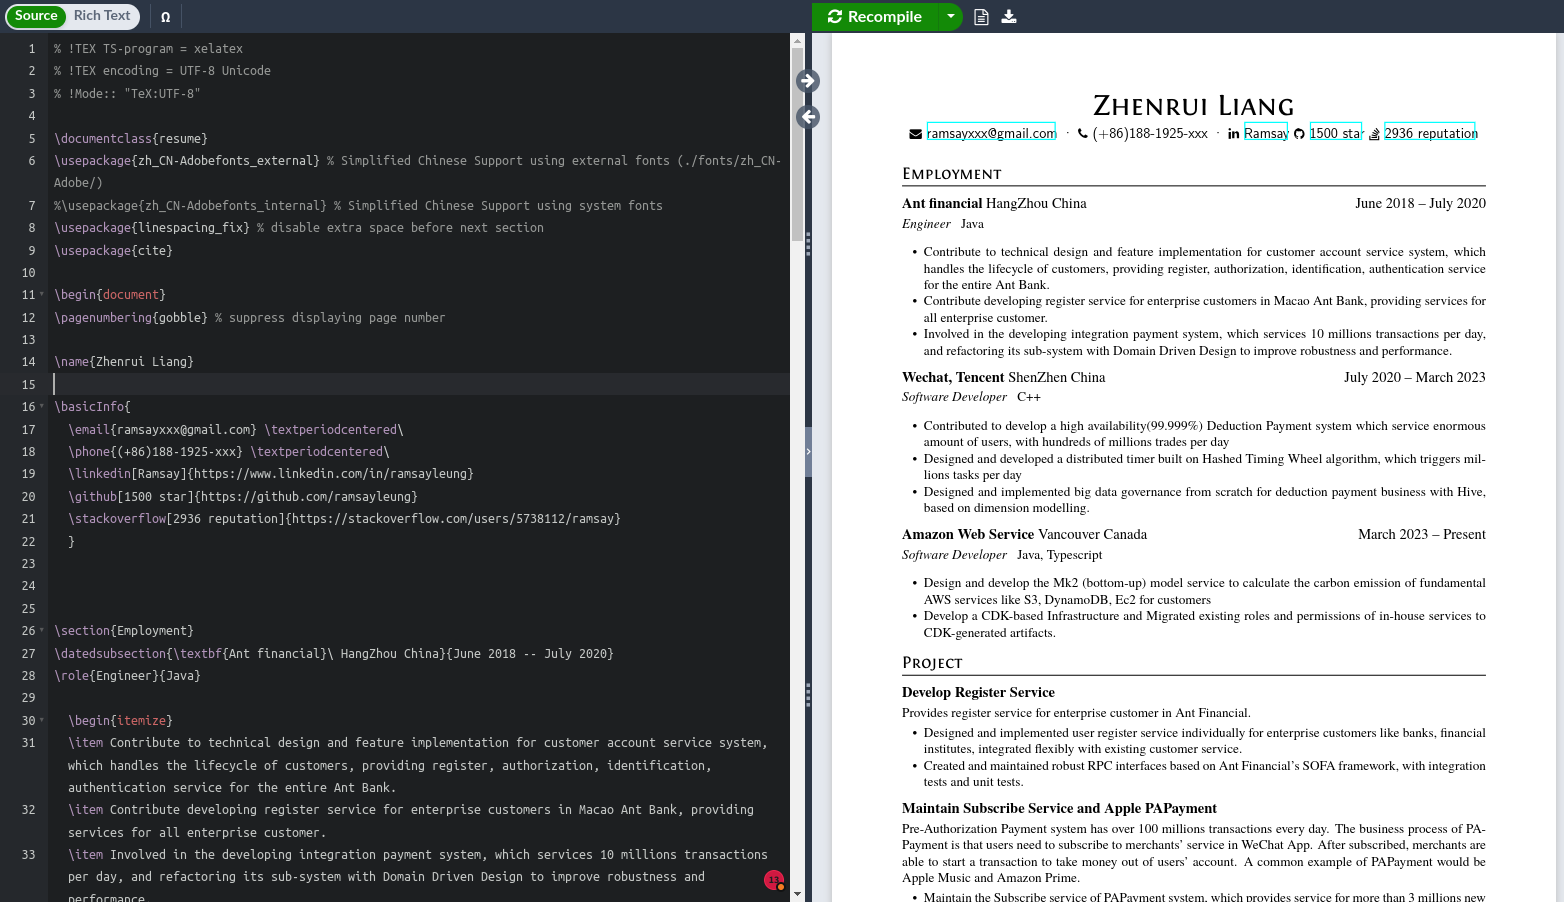 Source Rich Text Ω
Recompile
1 % !TEX TS-program = xelatex
2 % !TEX encoding = UTF-8 Unicode
3 % !Mode:: "TeX:UTF-8"
4
5 \documentclass{resume}
6 \usepackage{zh_CN-Adobefonts_external} % Simplified Chinese Support using external fonts (./fonts/zh_CN-
Adobe/)
7 %\usepackage{zh_CN-Adobefonts_internal} % Simplified Chinese Support using system fonts
8 \usepackage{linespacing_fix} % disable extra space before next section
9 \usepackage{cite}
10
11 \begin{document}
12 \pagenumbering{gobble} % suppress displaying page number
13
14 \name{Zhenrui Liang}
15
16 \basicInfo{
17 \email{ramsayxxx@gmail.com} \textperiodcentered\
18 \phone{(+86)188-1925-xxx} \textperiodcentered\
19 \linkedin[Ramsay]{https://www.linkedin.com/in/ramsayleung}
20 \github[1500 star]{https://github.com/ramsayleung}
21 \stackoverflow[2936 reputation]{https://stackoverflow.com/users/5738112/ramsay}
22 }
23
24
25
26 \section{Employment}
27 \datedsubsection{\textbf{Ant financial}\ HangZhou China}{June 2018 -- July 2020}
28 \role{Engineer}{Java}
29
30 \begin{itemize}
31 \item Contribute to technical design and feature implementation for customer account service system,
which handles the lifecycle of customers, providing register, authorization, identification,
authentication service for the entire Ant Bank.
32 \item Contribute developing register service for enterprise customers in Macao Ant Bank, providing
services for all enterprise customer.
33 \item Involved in the developing integration payment system, which services 10 millions transactions
per day, and refactoring its sub-system with Domain Driven Design to improve robustness and
performance.
Zhenrui Liang
ramsayxxx@gmail.com · (+86)188-1925-xxx · Ramsay 1500 star 2936 reputation
Employment
Ant financial HangZhou China June 2018 – July 2020
Engineer Java
• Contribute to technical design and feature implementation for customer account service system, which
handles the lifecycle of customers, providing register, authorization, identification, authentication service
for the entire Ant Bank.
• Contribute developing register service for enterprise customers in Macao Ant Bank, providing services for
all enterprise customer.
• Involved in the developing integration payment system, which services 10 millions transactions per day,
and refactoring its sub-system with Domain Driven Design to improve robustness and performance.
Wechat, Tencent ShenZhen China July 2020 – March 2023
Software Developer C++
• Contributed to develop a high availability(99.999%) Deduction Payment system which service enormous
amount of users, with hundreds of millions trades per day
• Designed and developed a distributed timer built on Hashed Timing Wheel algorithm, which triggers mil-
lions tasks per day
• Designed and implemented big data governance from scratch for deduction payment business with Hive,
based on dimension modelling.
Amazon Web Service Vancouver Canada March 2023 – Present
Software Developer Java, Typescript
• Design and develop the Mk2 (bottom-up) model service to calculate the carbon emission of fundamental
AWS services like S3, DynamoDB, Ec2 for customers
• Develop a CDK-based Infrastructure and Migrated existing roles and permissions of in-house services to
CDK-generated artifacts.
Project
Develop Register Service
Provides register service for enterprise customer in Ant Financial.
• Designed and implemented user register service individually for enterprise customers like banks, financial
institutes, integrated flexibly with existing customer service.
• Created and maintained robust RPC interfaces based on Ant Financial's SOFA framework, with integration
tests and unit tests.
Maintain Subscribe Service and Apple PAPayment
Pre-Authorization Payment system has over 100 millions transactions every day. The business process of PA-
Payment is that users need to subscribe to merchants' service in WeChat App. After subscribed, merchants are
able to start a transaction to take money out of users' account. A common example of PAPayment would be
Apple Music and Amazon Prime.
• Maintain the Subscribe service of PAPayment system, which provides service for more than 3 millions new